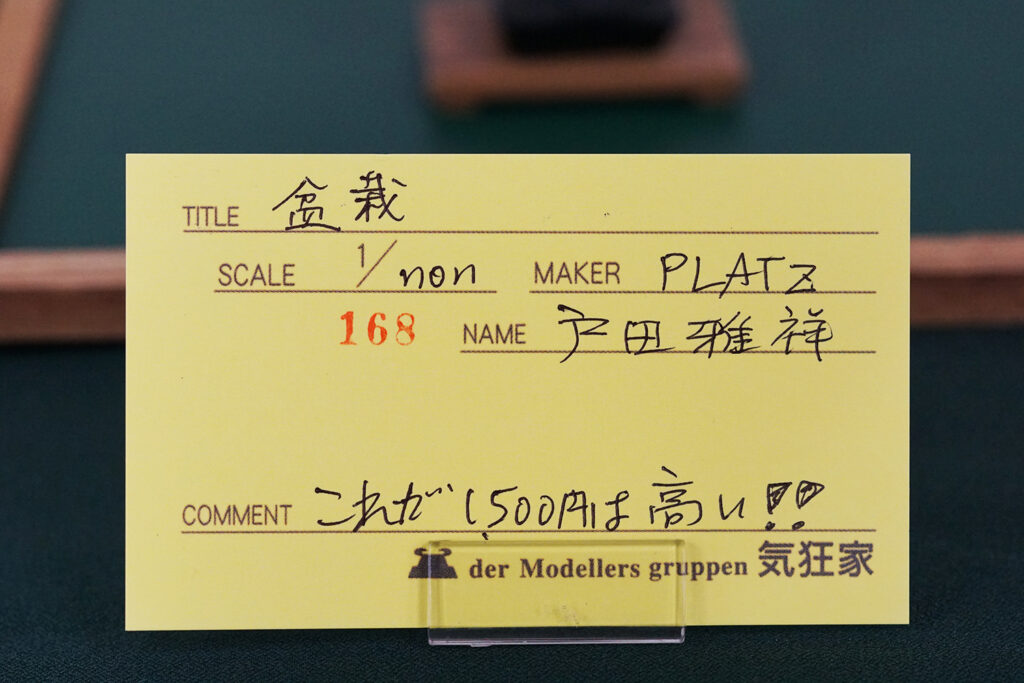 TITLE 盆栽
SCALE 1/non MAKER PLATZ
168 NAME 戸田雅祥
COMMENT これが1,500円は高い!!
der Modellers gruppen 気狂家